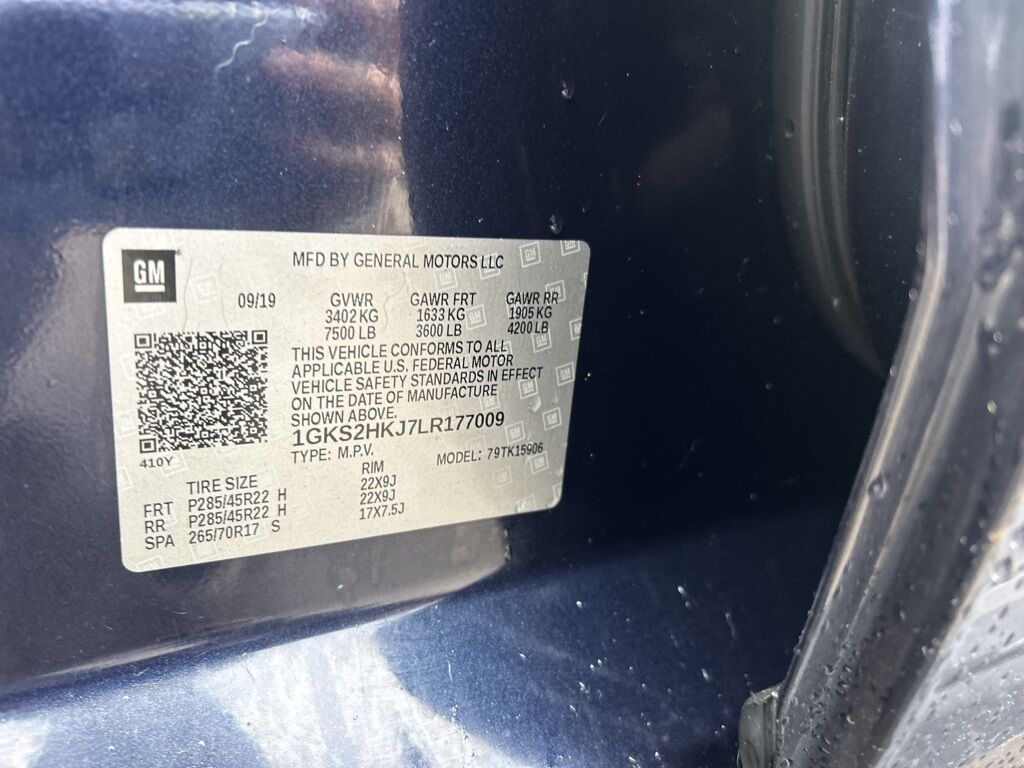 GM
MFD BY GENERAL MOTORS LLC
09/19 GVWR GAWR FRT GAWR RR
3402 KG 1633 KG 1905 KG
7500 LB 3600 LB 4200 LB
THIS VEHICLE CONFORMS TO ALL
APPLICABLE U.S. FEDERAL MOTOR
VEHICLE SAFETY STANDARDS IN EFFECT
ON THE DATE OF MANUFACTURE
SHOWN ABOVE.
1GKS2HKJ7LR177009
410Y TYPE: M.P.V. MODEL: 79TK15906
TIRE SIZE RIM
FRT P285/45R22 H 22X9J
RR P285/45R22 H 22X9J
SPA 265/70R17 S 17X7.5J